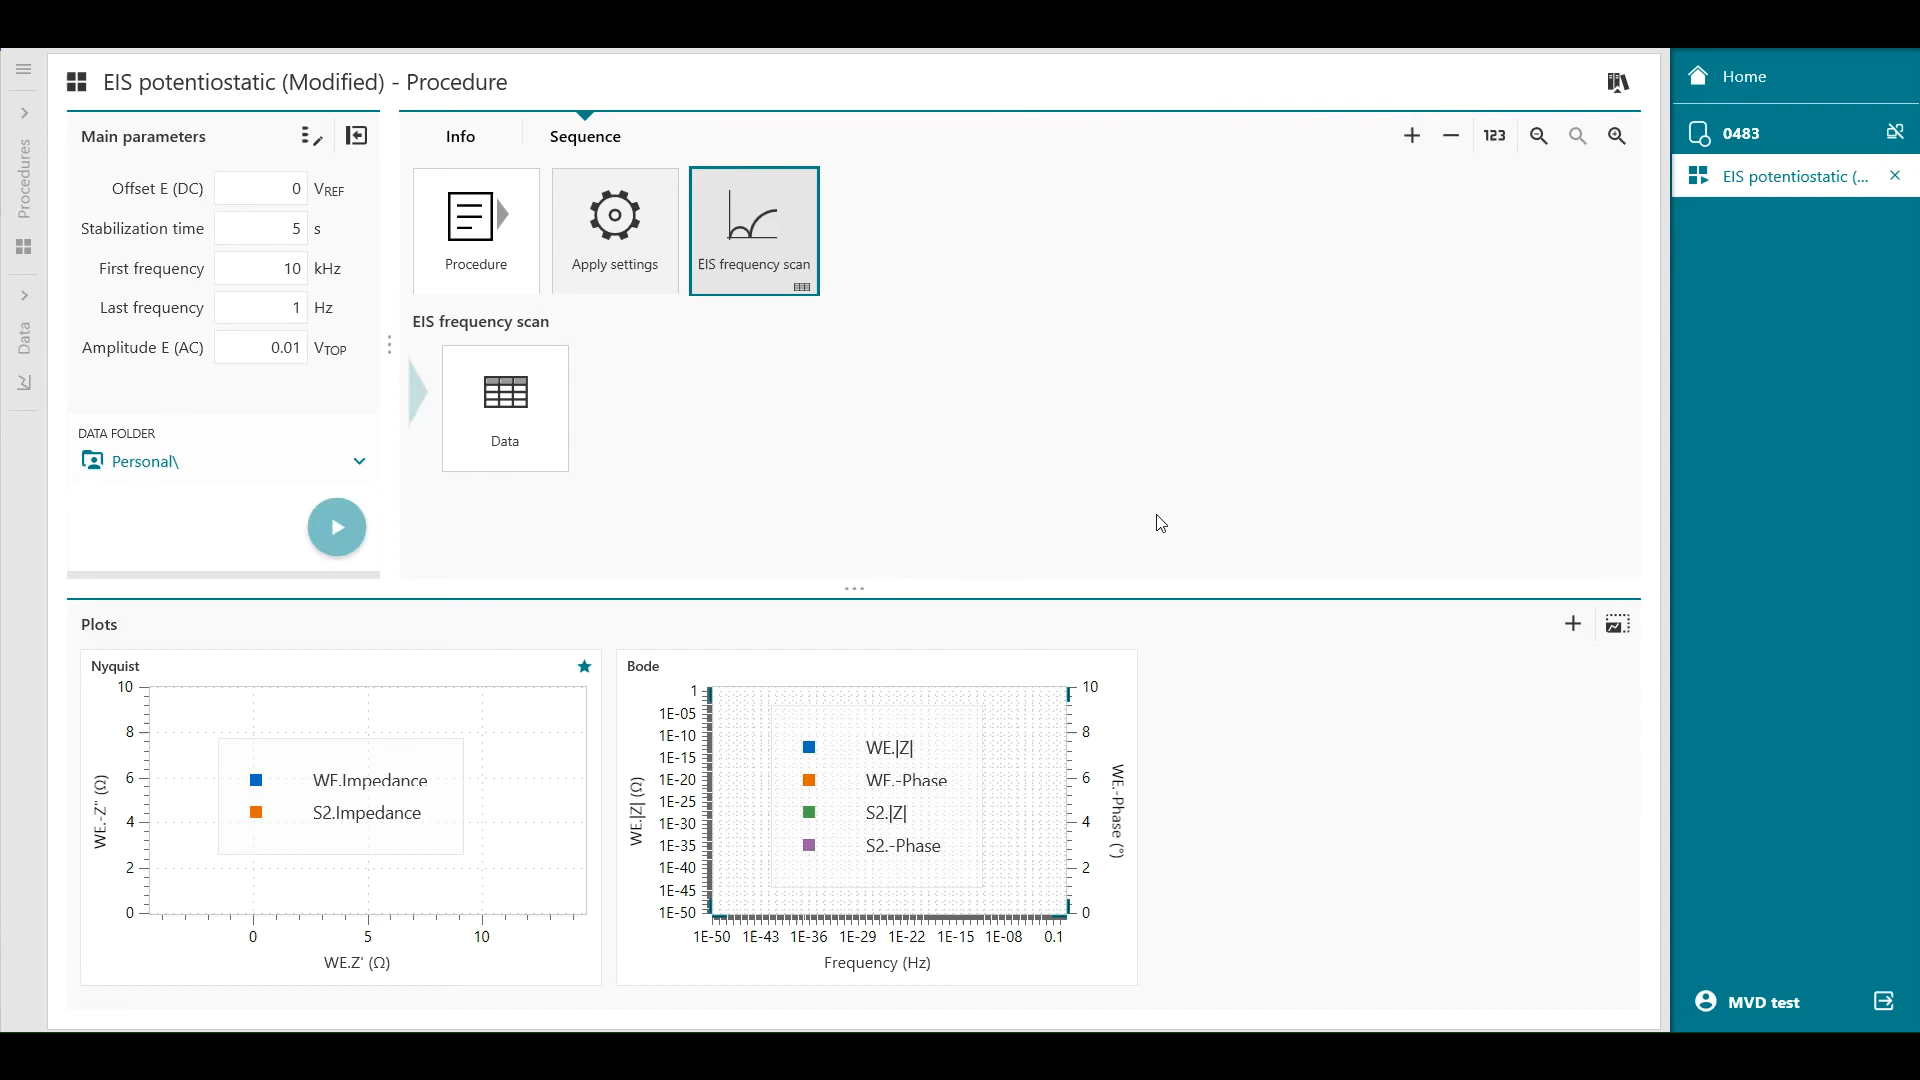 EIS potentiostatic (Modified) - Procedure
Home
0483
EIS potentiostatic (...
Procedures
Data
Main parameters
Offset E (DC) 0 VREF
Stabilization time 5 s
First frequency 10 kHz
Last frequency 1 Hz
Amplitude E (AC) 0.01 VTOP
DATA FOLDER
Personal\
Info Sequence
123
Procedure Apply settings EIS frequency scan
EIS frequency scan
Data
Plots
Nyquist
10
8
6
4
2
0
WE.-Z" (Ω)
WE.Impedance
S2.Impedance
0 5 10
WE.Z' (Ω)
Bode
1
1E-05
1E-10
1E-15
1E-20
1E-25
1E-30
1E-35
1E-40
1E-45
1E-50
WE.|Z| (Ω)
WE.|Z|
WE.-Phase
S2.|Z|
S2.-Phase
10
8
6
4
2
0
WE.-Phase (°)
1E-50 1E-43 1E-36 1E-29 1E-22 1E-15 1E-08 0.1
Frequency (Hz)
MVD test